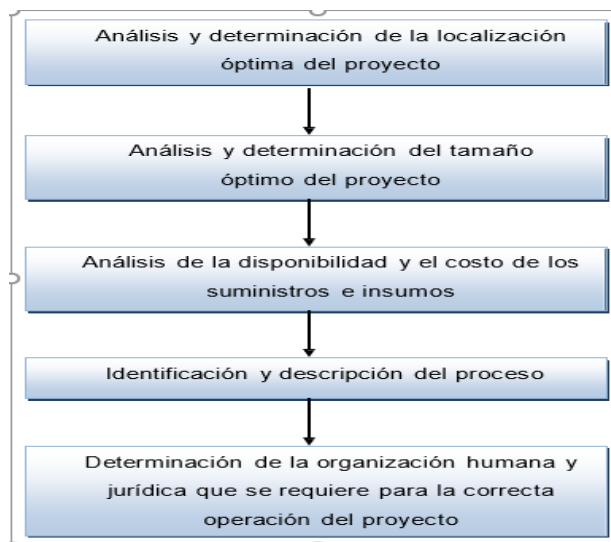 Análisis y determinación de la localización
óptima del proyecto
Análisis y determinación del tamaño
óptimo del proyecto
Análisis de la disponibilidad y el costo de los
suministros e insumos
Identificación y descripción del proceso
Determinación de la organización humana y
jurídica que se requiere para la correcta
operación del proyecto